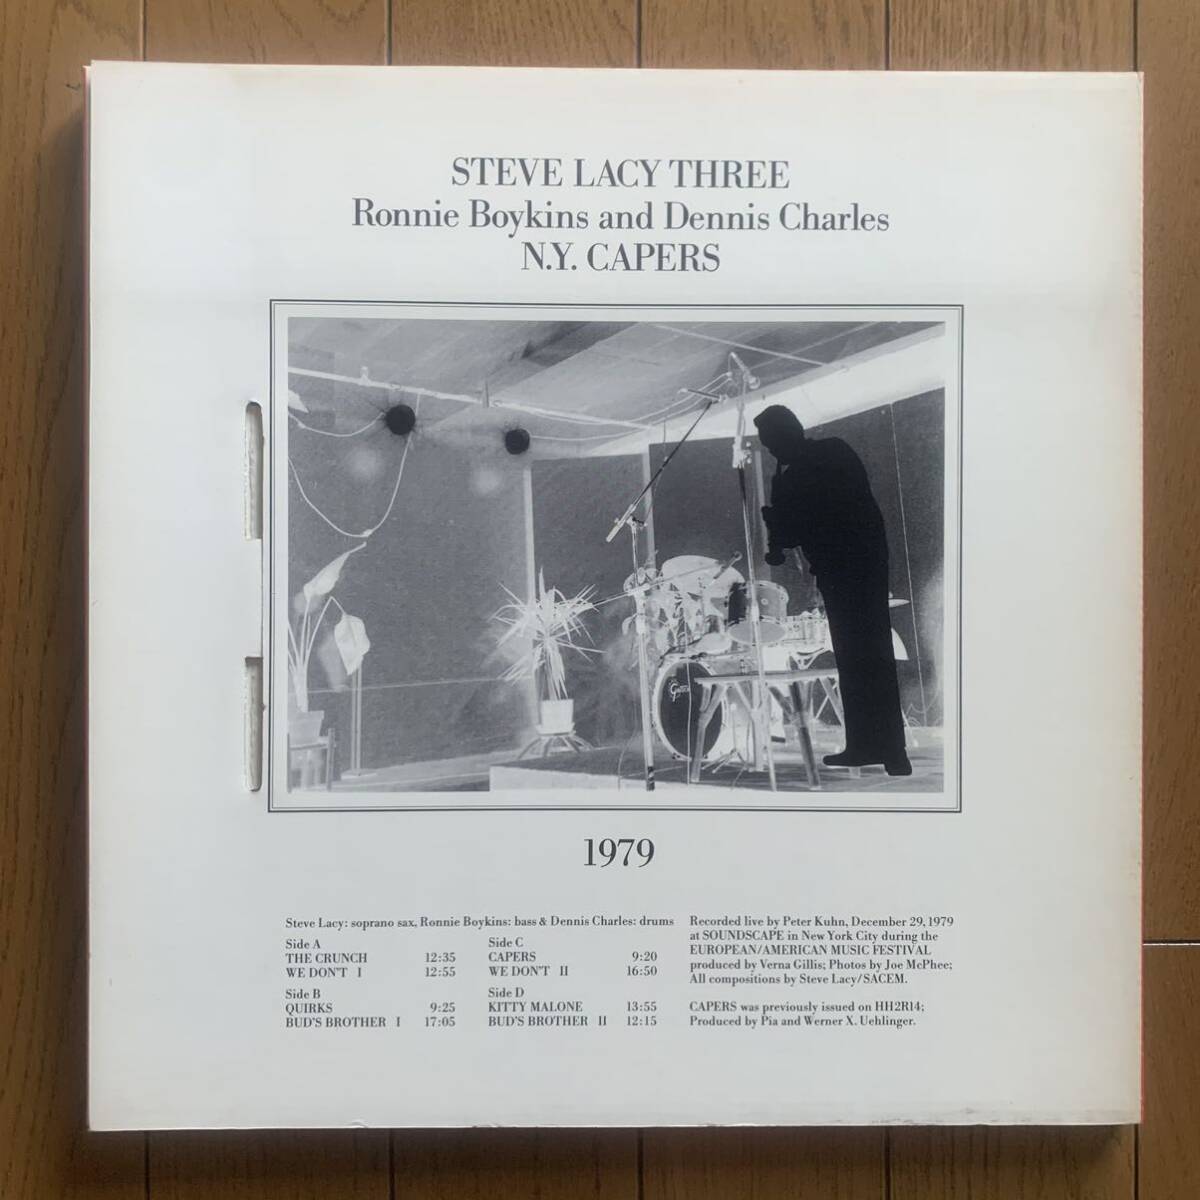 STEVE LACY THREE
Ronnie Boykins and Dennis Charles
N.Y. CAPERS
Gretsch
1979
Steve Lacy: soprano sax, Ronnie Boykins: bass & Dennis Charles: drums
Side A
THE CRUNCH 12:35
WE DON'T I 12:55
Side B
QUIRKS 9:25
BUD'S BROTHER I 17:05
Side C
CAPERS 9:20
WE DON'T II 16:50
Side D
KITTY MALONE 13:55
BUD'S BROTHER II 12:15
Recorded live by Peter Kuhn, December 29, 1979
at SOUNDSCAPE in New York City during the
EUROPEAN/AMERICAN MUSIC FESTIVAL
produced by Verna Gillis; Photos by Joe McPhee;
All compositions by Steve Lacy/SACEM.
CAPERS was previously issued on HH2R14;
Produced by Pia and Werner X. Uehlinger.